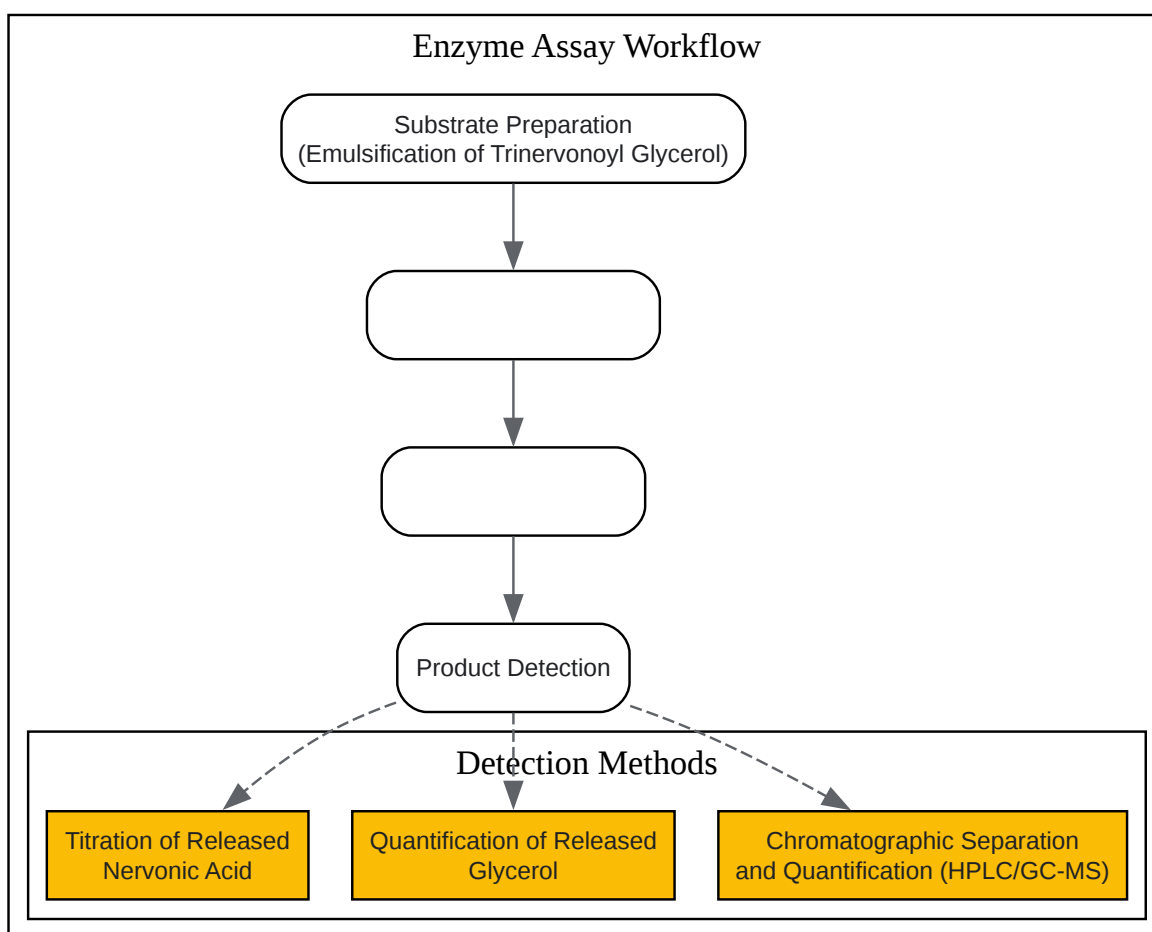 Enzyme Assay Workflow
Substrate Preparation
(Emulsification of Trinervonoyl Glycerol)
Product Detection
Detection Methods
Titration of Released
Nervonic Acid
Quantification of Released
Glycerol
Chromatographic Separation
and Quantification (HPLC/GC-MS)